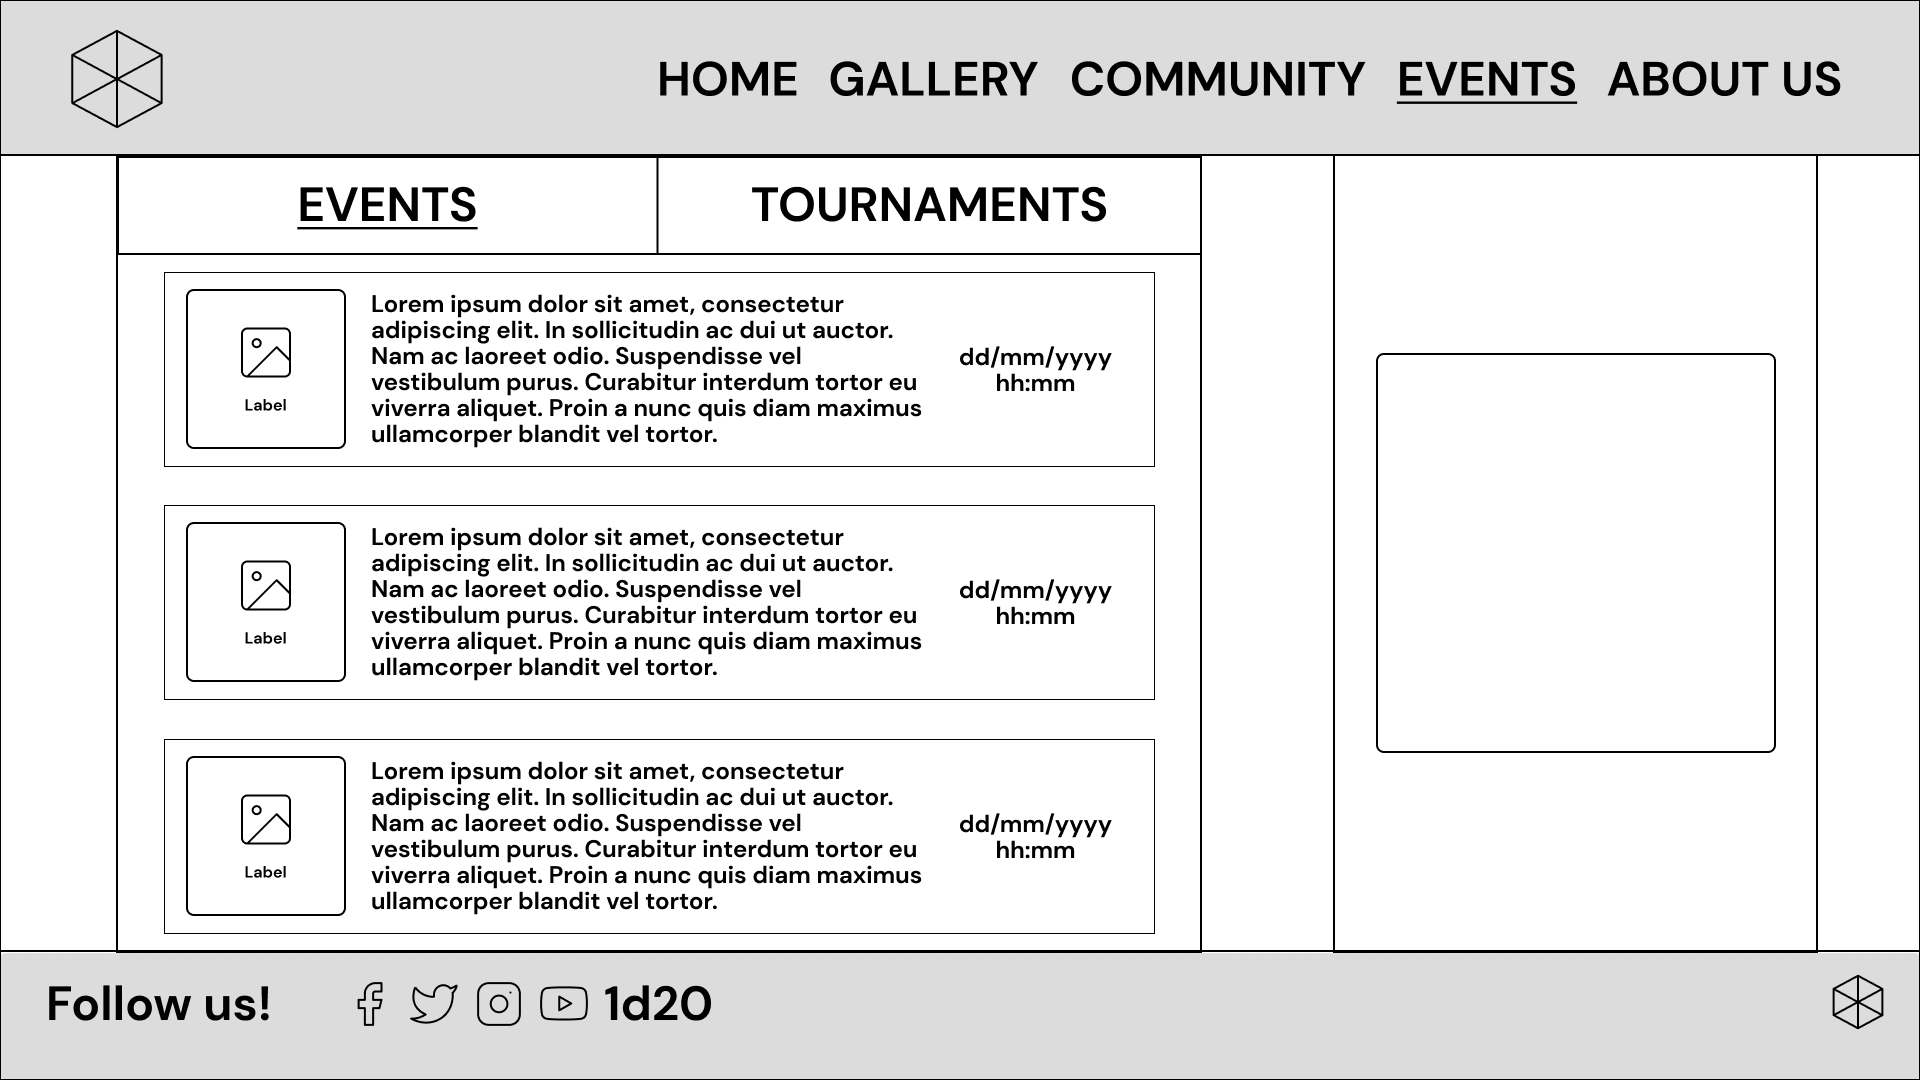 HOME GALLERY COMMUNITY EVENTS ABOUT US
EVENTS
TOURNAMENTS
Label
Lorem ipsum dolor sit amet, consectetur
adipiscing elit. In sollicitudin ac dui ut auctor.
Nam ac laoreet odio. Suspendisse vel
vestibulum purus. Curabitur interdum tortor eu
viverra aliquet. Proin a nunc quis diam maximus
ullamcorper blandit vel tortor.
dd/mm/yyyy
hh:mm
Label
Lorem ipsum dolor sit amet, consectetur
adipiscing elit. In sollicitudin ac dui ut auctor.
Nam ac laoreet odio. Suspendisse vel
vestibulum purus. Curabitur interdum tortor eu
viverra aliquet. Proin a nunc quis diam maximus
ullamcorper blandit vel tortor.
dd/mm/yyyy
hh:mm
Label
Lorem ipsum dolor sit amet, consectetur
adipiscing elit. In sollicitudin ac dui ut auctor.
Nam ac laoreet odio. Suspendisse vel
vestibulum purus. Curabitur interdum tortor eu
viverra aliquet. Proin a nunc quis diam maximus
ullamcorper blandit vel tortor.
dd/mm/yyyy
hh:mm
Follow us! 1d20